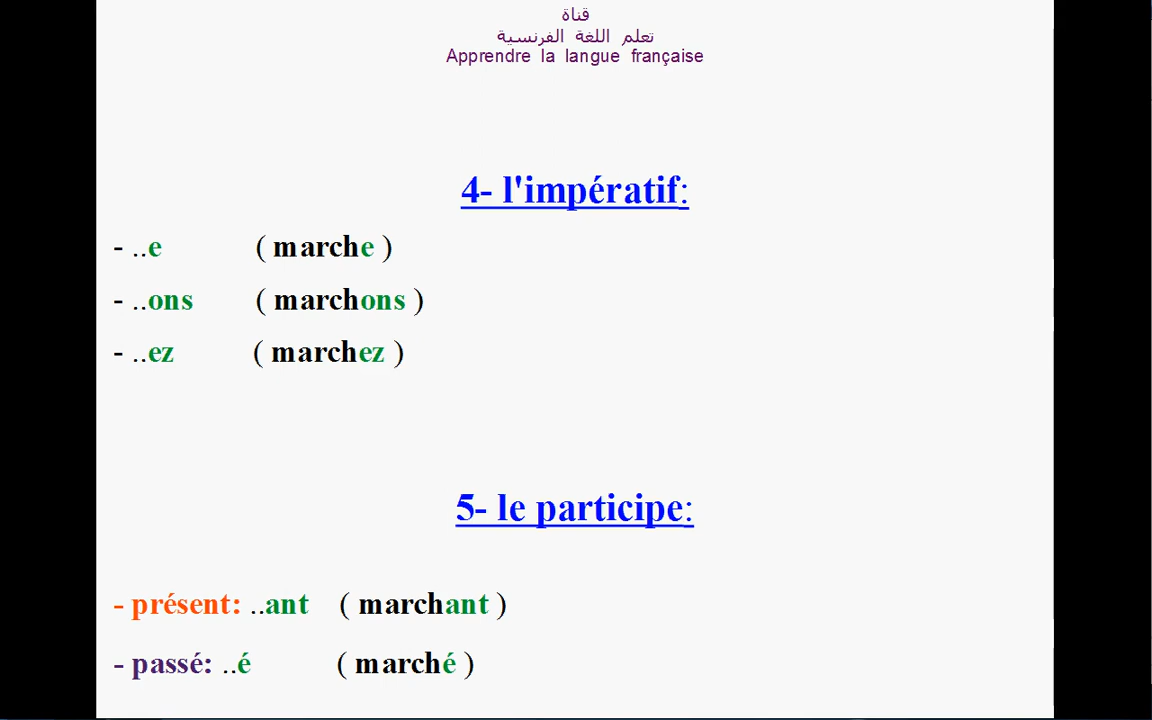 قناة
تعلم اللغة الفرنسية
Apprendre la langue française
4- l'impératif:
- ..e ( marche )
- ..ons ( marchons )
- ..ez ( marchez )
5- le participe:
- présent: ..ant ( marchant )
- passé: ..é ( marché )